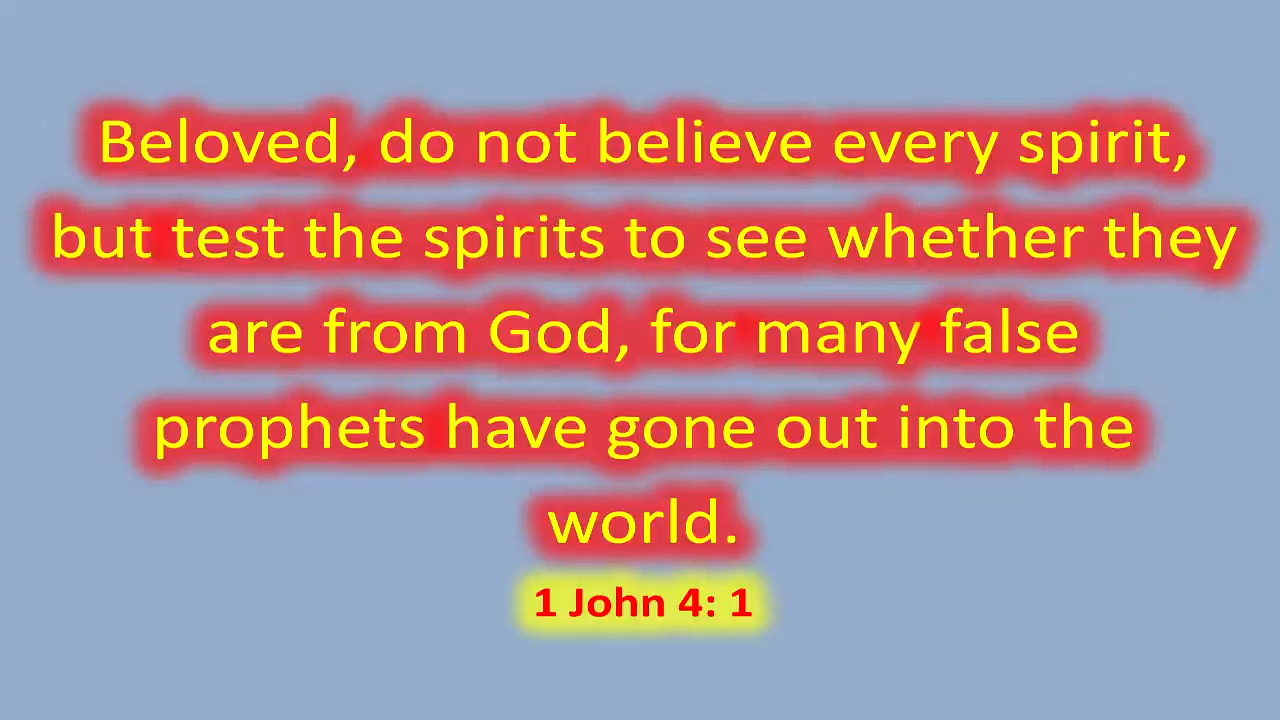 Beloved, do not believe every spirit,
but test the spirits to see whether they
are from God, for many false
prophets have gone out into the
world.
1 John 4: 1